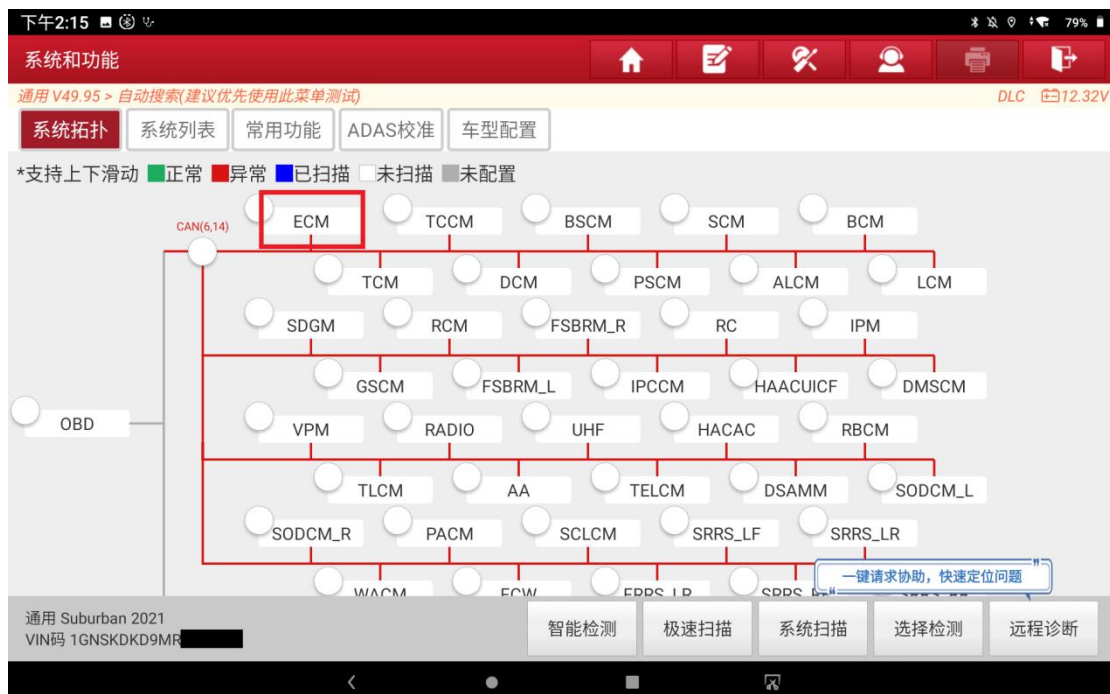 下午2:15 79%
系统和功能
通用 V49.95 > 自动搜索(建议优先使用此菜单测试) DLC 12.32V
系统拓扑 系统列表 常用功能 ADAS校准 车型配置
*支持上下滑动 正常 异常 已扫描 未扫描 未配置
CAN(6,14)
ECM TCCM BSCM SCM BCM
TCM DCM PSCM ALCM LCM
SDGM RCM FSBRM_R RC IPM
GSCM FSBRM_L IPCCM HAACUICF DMSCM
OBD
VPM RADIO UHF HACAC RBCM
TLCM AA TELCM DSAMM SODCM_L
SODCM_R PACM SCLCM SRRS_LF SRRS_LR
WACM
一键请求协助，快速定位问题
通用 Suburban 2021
VIN码 1GNSKDKD9MR
智能检测 极速扫描 系统扫描 选择检测 远程诊断